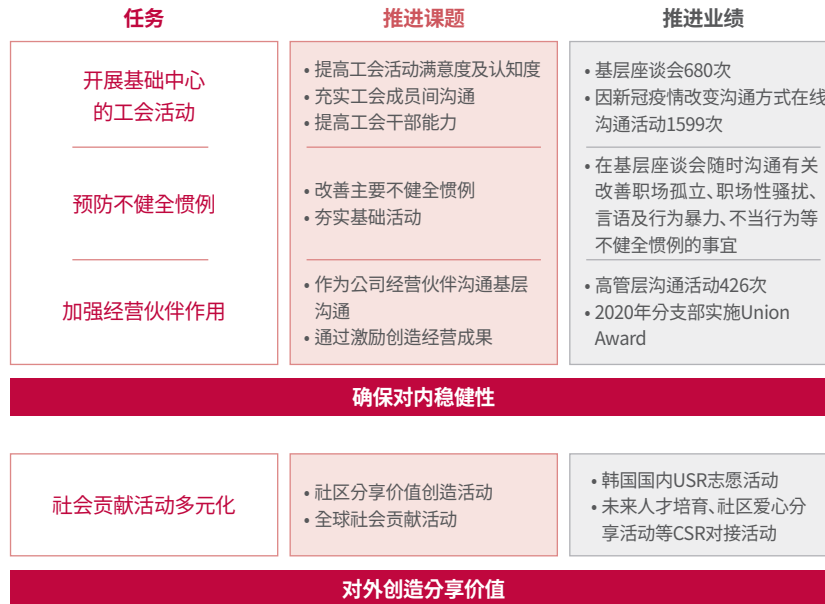 任务
推进课题
推进业绩
开展基础中心
的工会活动
• 提高工会活动满意度及认知度
• 充实工会成员间沟通
• 提高工会干部能力
• 基层座谈会680次
• 因新冠疫情改变沟通方式在线
沟通活动1599次
预防不健全惯例
• 改善主要不健全惯例
• 夯实基础活动
• 在基层座谈会随时沟通有关
改善职场孤立、职场性骚扰、
言语及行为暴力、不当行为等
不健全惯例的事宜
加强经营伙伴作用
• 作为公司经营伙伴沟通基层
沟通
• 通过激励创造经营成果
• 高管层沟通活动426次
• 2020年分支部实施Union
Award
确保对内稳健性
社会贡献活动多元化
• 社区分享价值创造活动
• 全球社会贡献活动
• 韩国国内USR志愿活动
• 未来人才培育、社区爱心分
享活动等CSR对接活动
对外创造分享价值